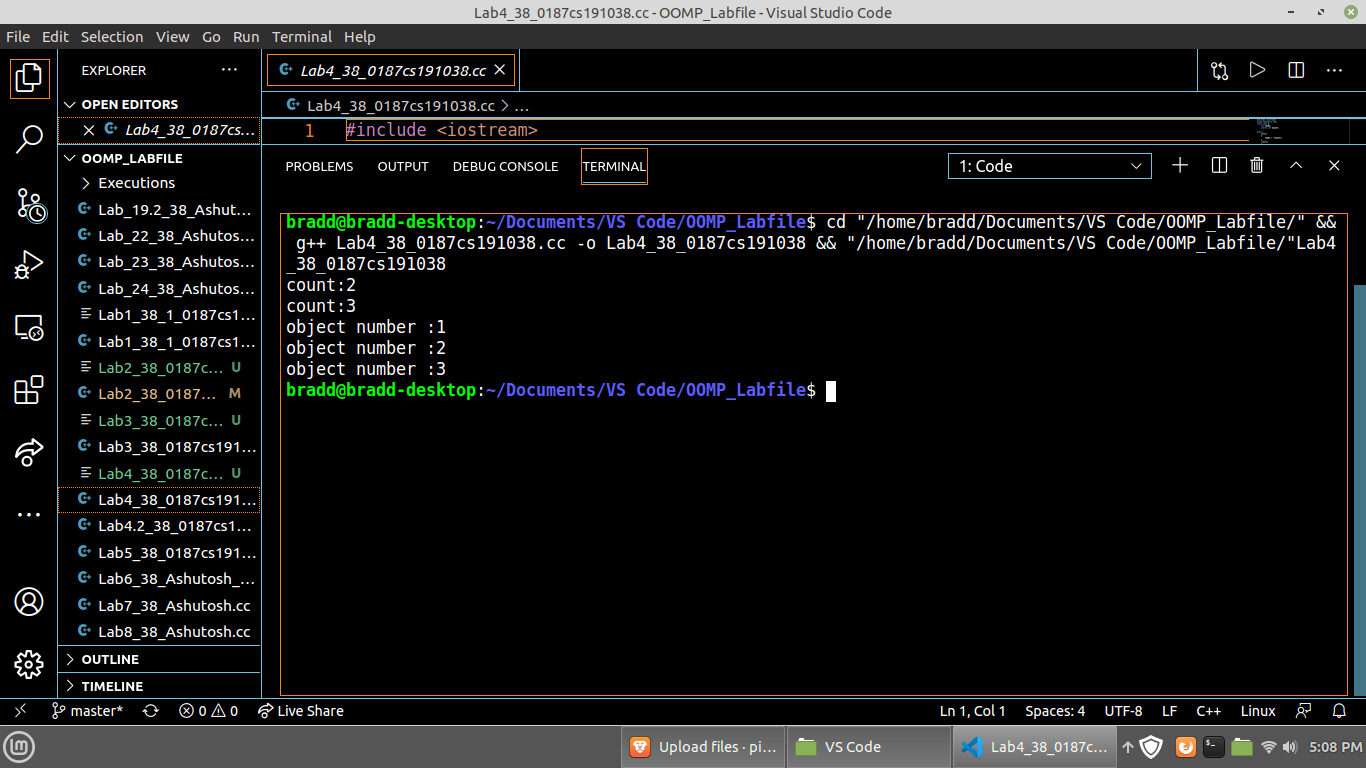 Lab4_38_0187cs191038.cc - OOMP_Labfile - Visual Studio Code
File Edit Selection View Go Run Terminal Help
EXPLORER ···
OPEN EDITORS
Lab4_38_0187cs...
OOMP_LABFILE
Executions
Lab_19.2_38_Ashut...
Lab_22_38_Ashutos...
Lab_23_38_Ashutos...
Lab_24_38_Ashutos...
Lab1_38_1_0187cs1...
Lab1_38_1_0187cs1...
Lab2_38_0187c... U
Lab2_38_0187... M
Lab3_38_0187c... U
Lab3_38_0187cs191...
Lab4_38_0187c... U
Lab4_38_0187cs191...
Lab4.2_38_0187cs1...
Lab5_38_0187cs191...
Lab6_38_Ashutosh_...
Lab7_38_Ashutosh.cc
Lab8_38_Ashutosh.cc
OUTLINE
TIMELINE
Lab4_38_0187cs191038.cc
Lab4_38_0187cs191038.cc > ...
1 #include <iostream>
PROBLEMS OUTPUT DEBUG CONSOLE TERMINAL 1: Code
bradd@bradd-desktop:~/Documents/VS Code/OOMP_Labfile$ cd "/home/bradd/Documents/VS Code/OOMP_Labfile/" &&
g++ Lab4_38_0187cs191038.cc -o Lab4_38_0187cs191038 && "/home/bradd/Documents/VS Code/OOMP_Labfile/"Lab4
_38_0187cs191038
count:2
count:3
object number :1
object number :2
object number :3
bradd@bradd-desktop:~/Documents/VS Code/OOMP_Labfile$
master* 0 0 Live Share Ln 1, Col 1 Spaces: 4 UTF-8 LF C++ Linux
Upload files · pi... VS Code Lab4_38_0187c... 5:08 PM